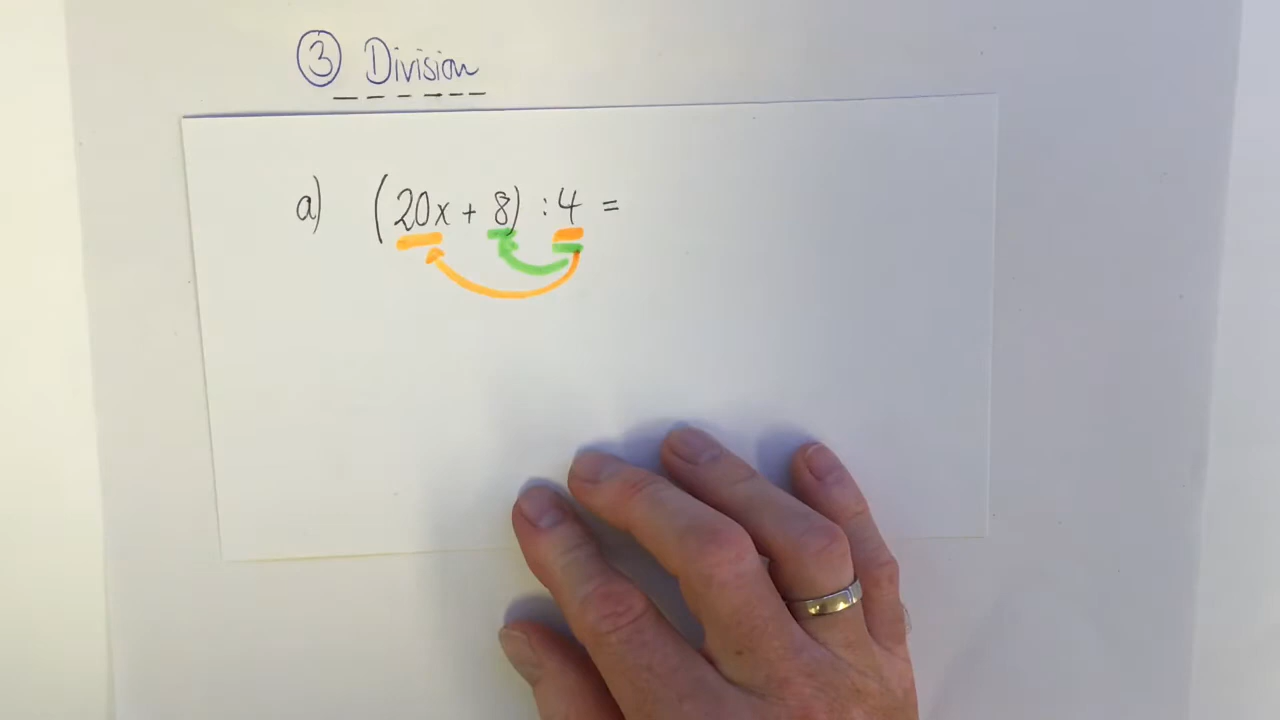 ③ Division
a) (20x + 8) : 4 =